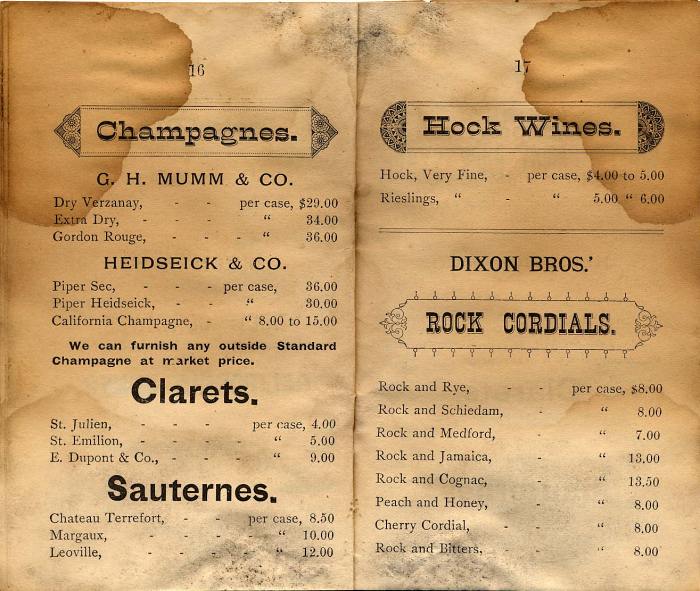 16
Champagnes.
G. H. MUMM & CO.
Dry Verzanay, - - per case, $29.00
Extra Dry, - - - “ 34.00
Gordon Rouge, - - - “ 36.00
HEIDSEICK & CO.
Piper Sec, - - - per case, 36.00
Piper Heidseick, - - - “ 30.00
California Champagne, - “ 8.00 to 15.00
We can furnish any outside Standard
Champagne at market price.
Clarets.
St. Julien, - - - per case, 4.00
St. Emilion, - - - - “ 5.00
E. Dupont & Co., - - - “ 9.00
Sauternes.
Chateau Terrefort, - - per case, 8.50
Margaux, - - - - “ 10.00
Leoville, - - - - “ 12.00
17
Hock Wines.
Hock, Very Fine, - per case, $4.00 to 5.00
Rieslings, “ - “ 5.00 “ 6.00
DIXON BROS.'
ROCK CORDIALS.
Rock and Rye, - - per case, $8.00
Rock and Schiedam, - - “ 8.00
Rock and Medford, - - “ 7.00
Rock and Jamaica, - - “ 13.00
Rock and Cognac, - - “ 13.50
Peach and Honey, - - “ 8.00
Cherry Cordial, - - “ 8.00
Rock and Bitters, - - “ 8.00